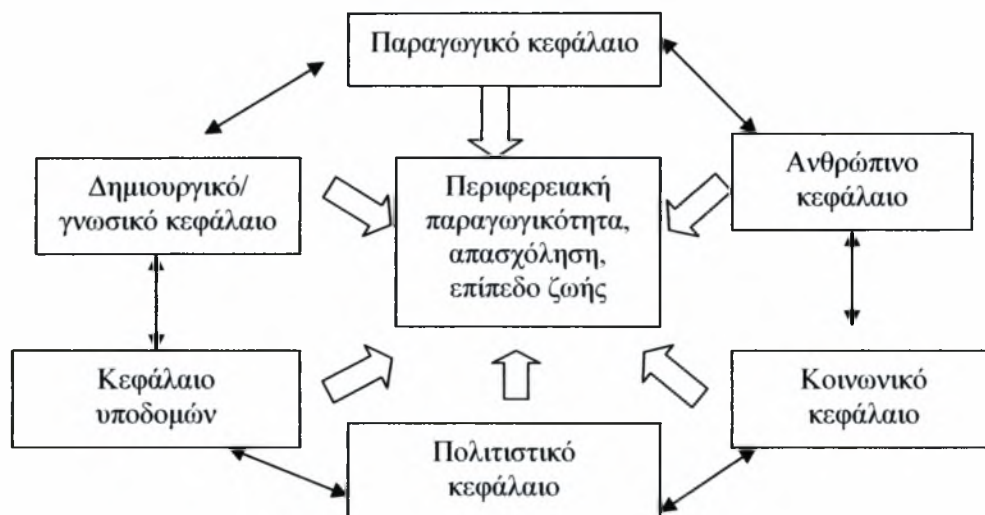 Παραγωγικό κεφάλαιο
Δημιουργικό/
γνωσικό κεφάλαιο
Περιφερειακή
παραγωγικότητα,
απασχόληση,
επίπεδο ζωής
Ανθρώπινο
κεφάλαιο
Κεφάλαιο
υποδομών
Πολιτιστικό
κεφάλαιο
Κοινωνικό
κεφάλαιο